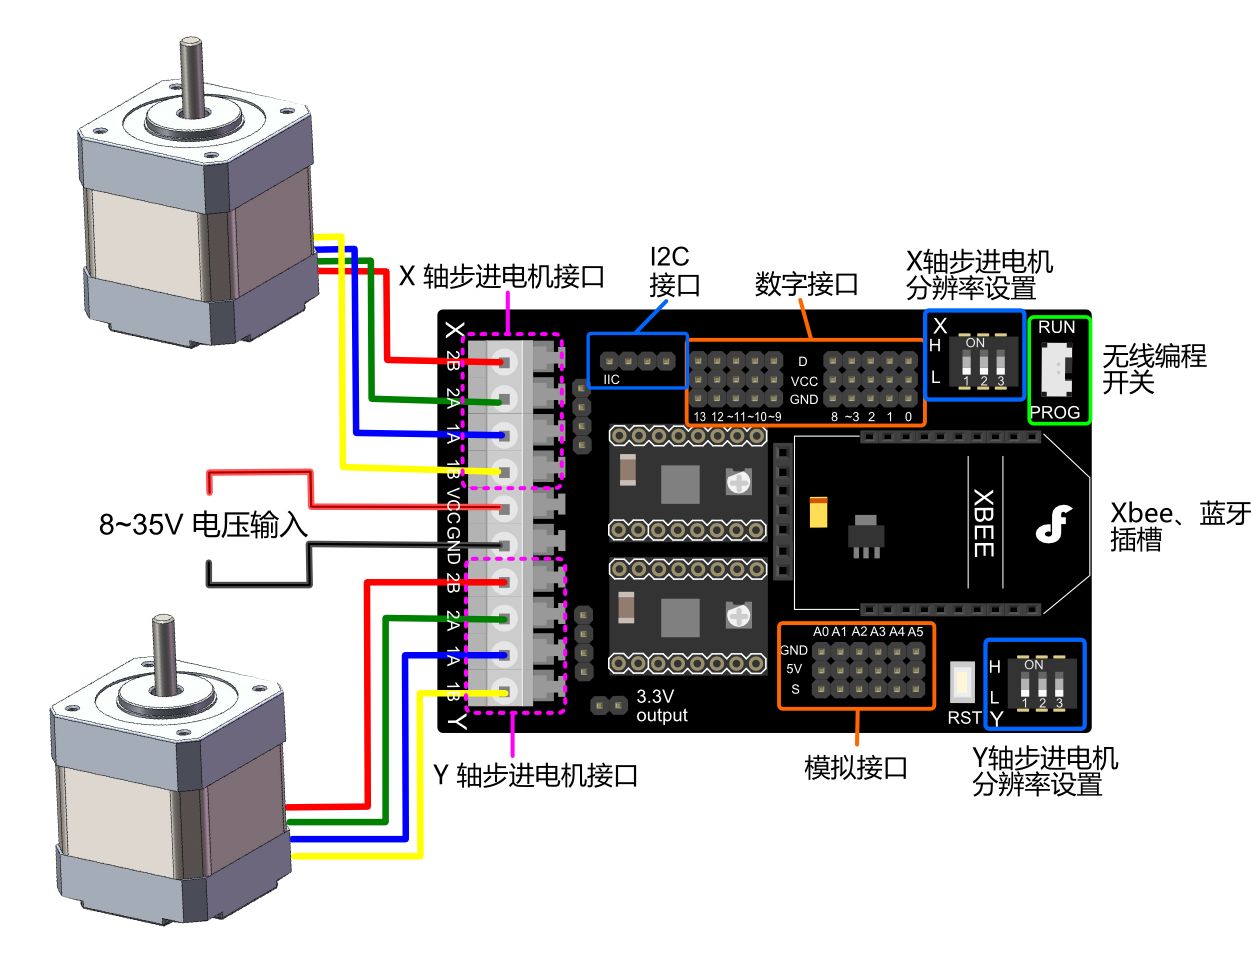 X 轴步进电机接口
I2C
接口
数字接口
X轴步进电机
分辨率设置
无线编程
开关
8~35V 电压输入
Xbee、蓝牙
插槽
Y 轴步进电机接口
模拟接口
Y轴步进电机
分辨率设置
X
2B
2A
1A
1B
VCC
GND
2B
2A
1A
1B
Y
IIC
D
VCC
GND
13 12 ~11 ~10 ~9
8 ~3 2 1 0
X
H
L
ON
1 2 3
RUN
PROG
XBEE
df
3.3V
output
A0 A1 A2 A3 A4 A5
GND
5V
S
RST
H
L
Y
ON
1 2 3